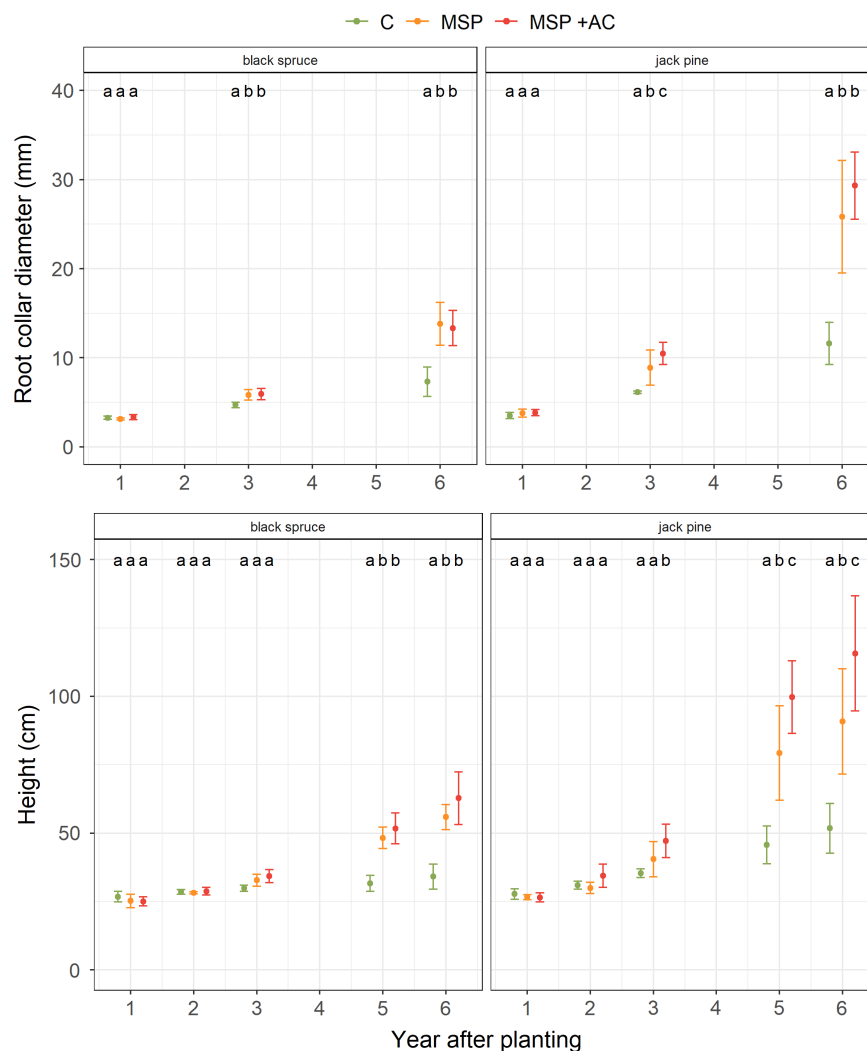 C MSP MSP +AC
black spruce jack pine
a a a a b b a b b a a a a b c a b b
40
30
20
10
0
Root collar diameter (mm)
1 2 3 4 5 6 1 2 3 4 5 6
black spruce jack pine
150
a a a a a a a a a a b b a b b a a a a a a a a b a b c a b c
100
50
0
Height (cm)
1 2 3 4 5 6 1 2 3 4 5 6
Year after planting